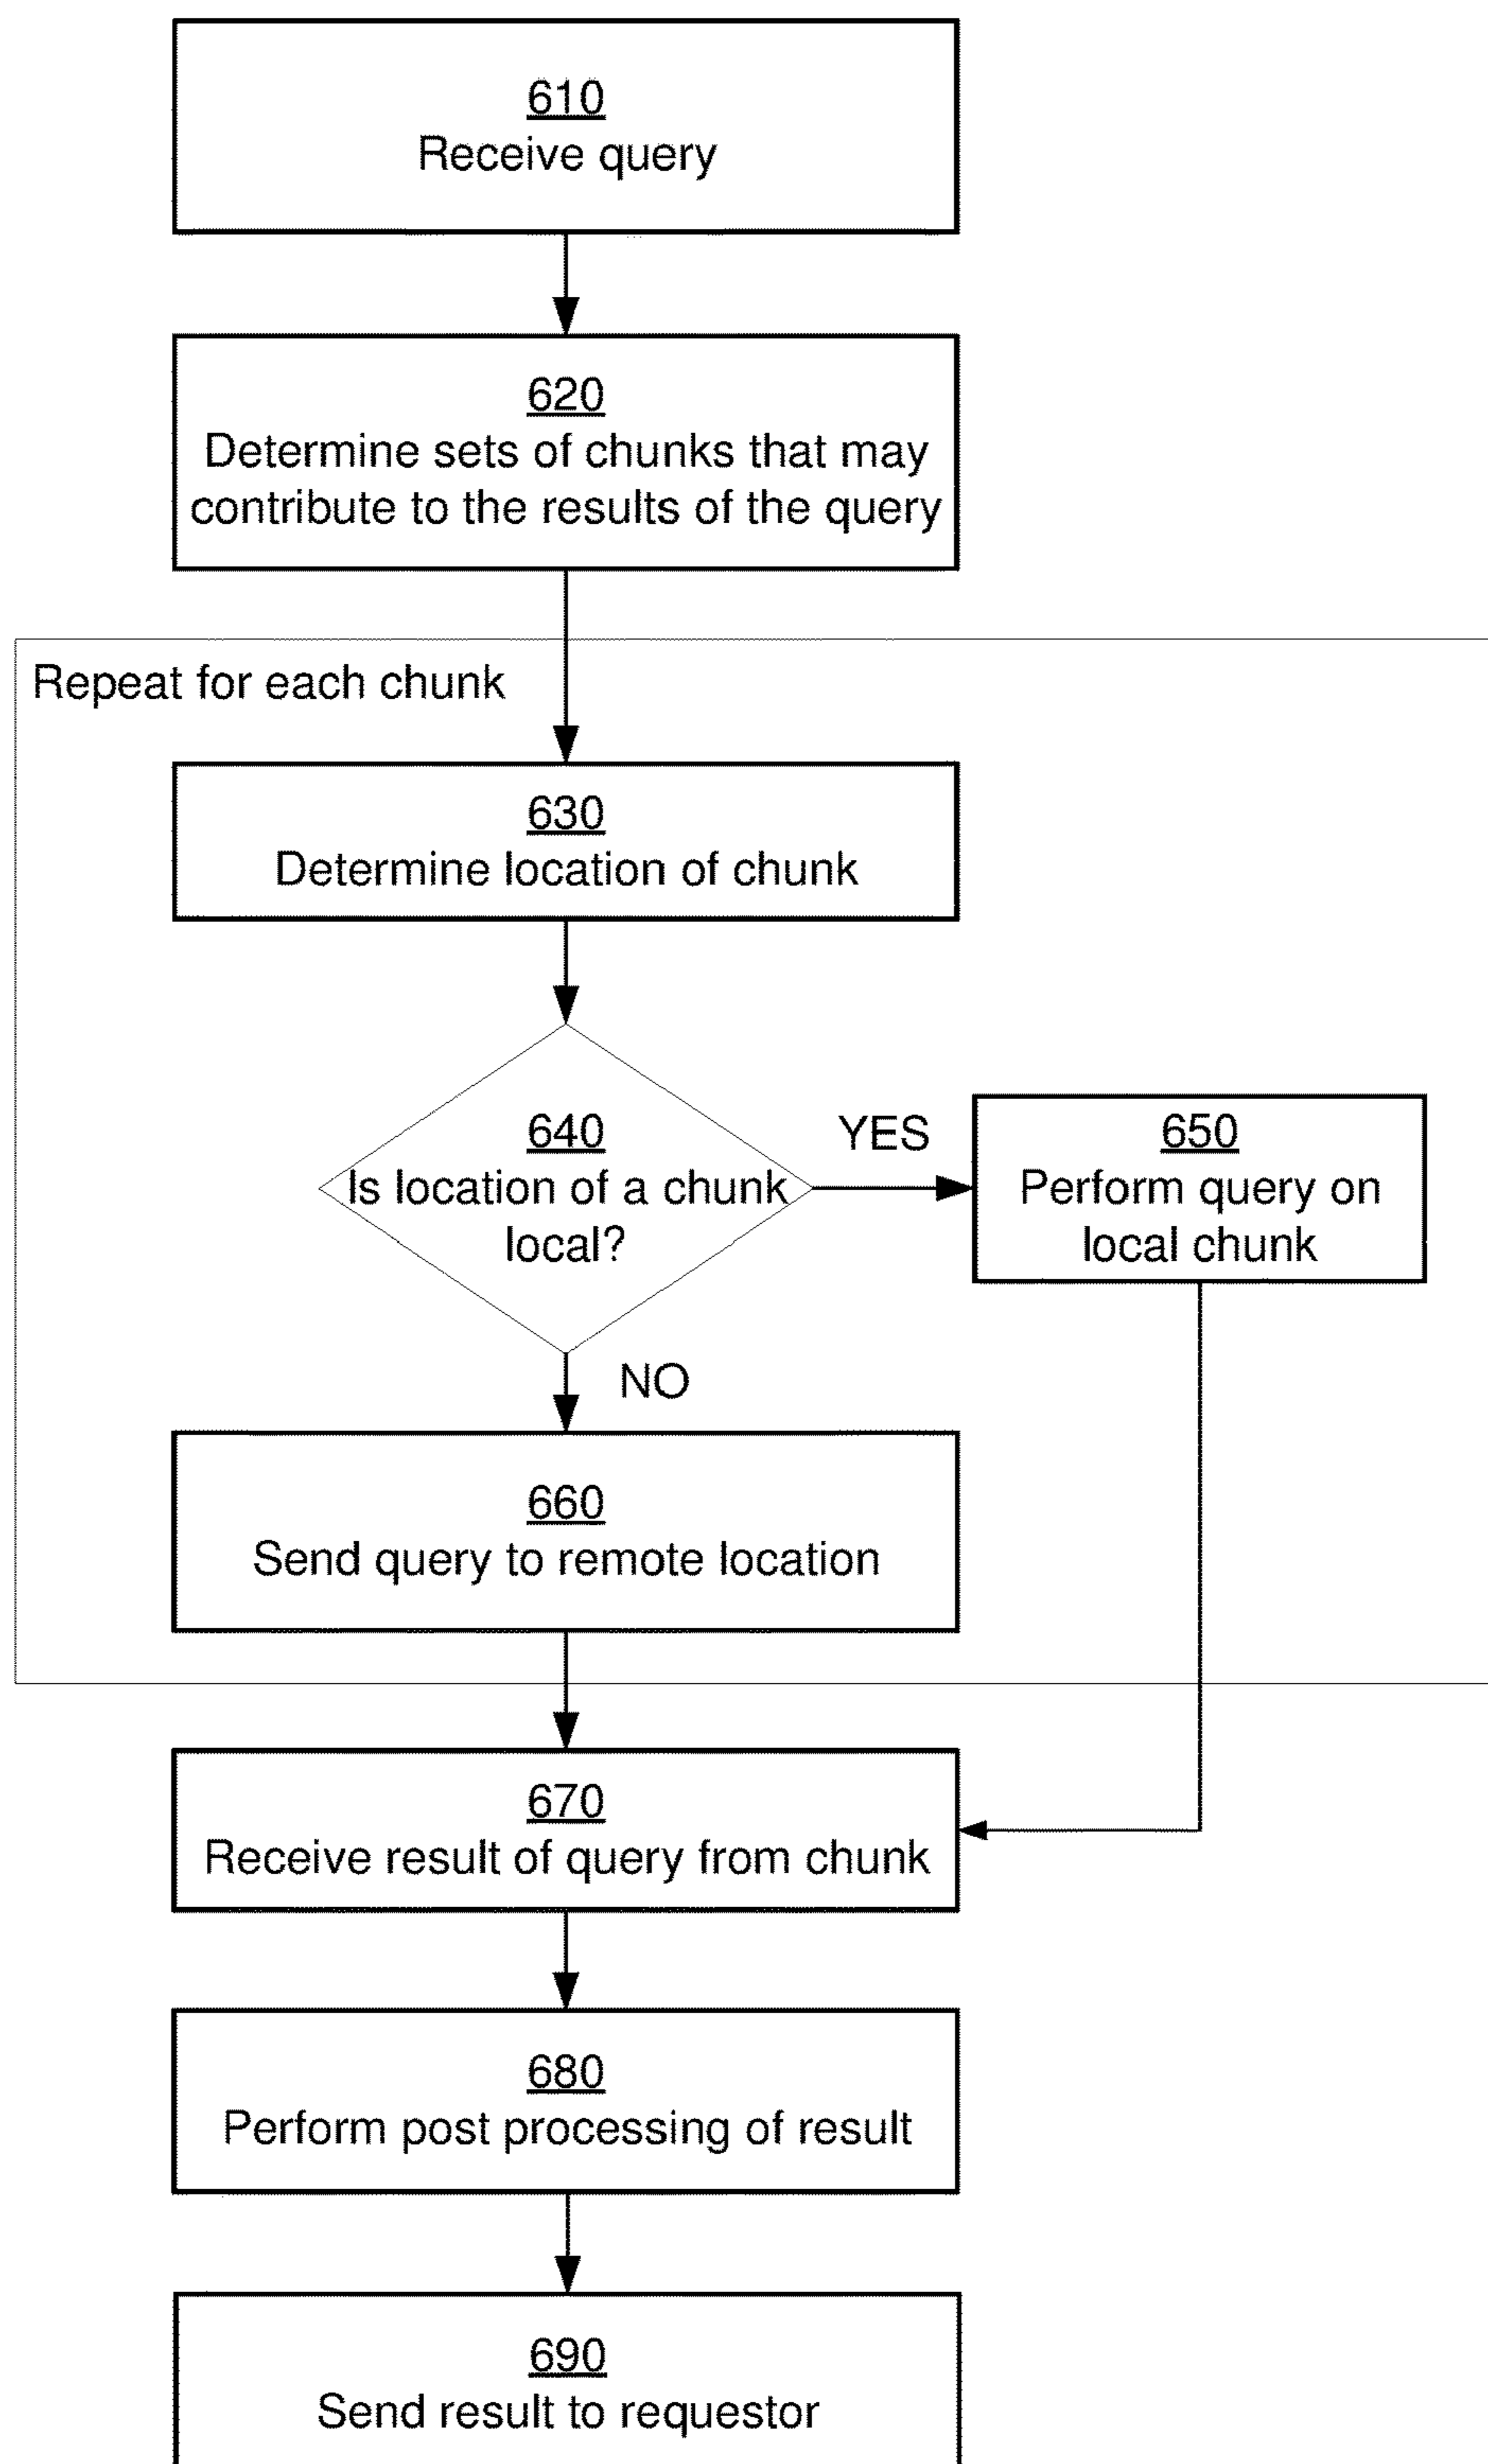 610
Receive query
620
Determine sets of chunks that may
contribute to the results of the query
Repeat for each chunk
630
Determine location of chunk
640
Is location of a chunk
local?
YES
650
Perform query on
local chunk
NO
660
Send query to remote location
670
Receive result of query from chunk
680
Perform post processing of result
690
Send result to requestor